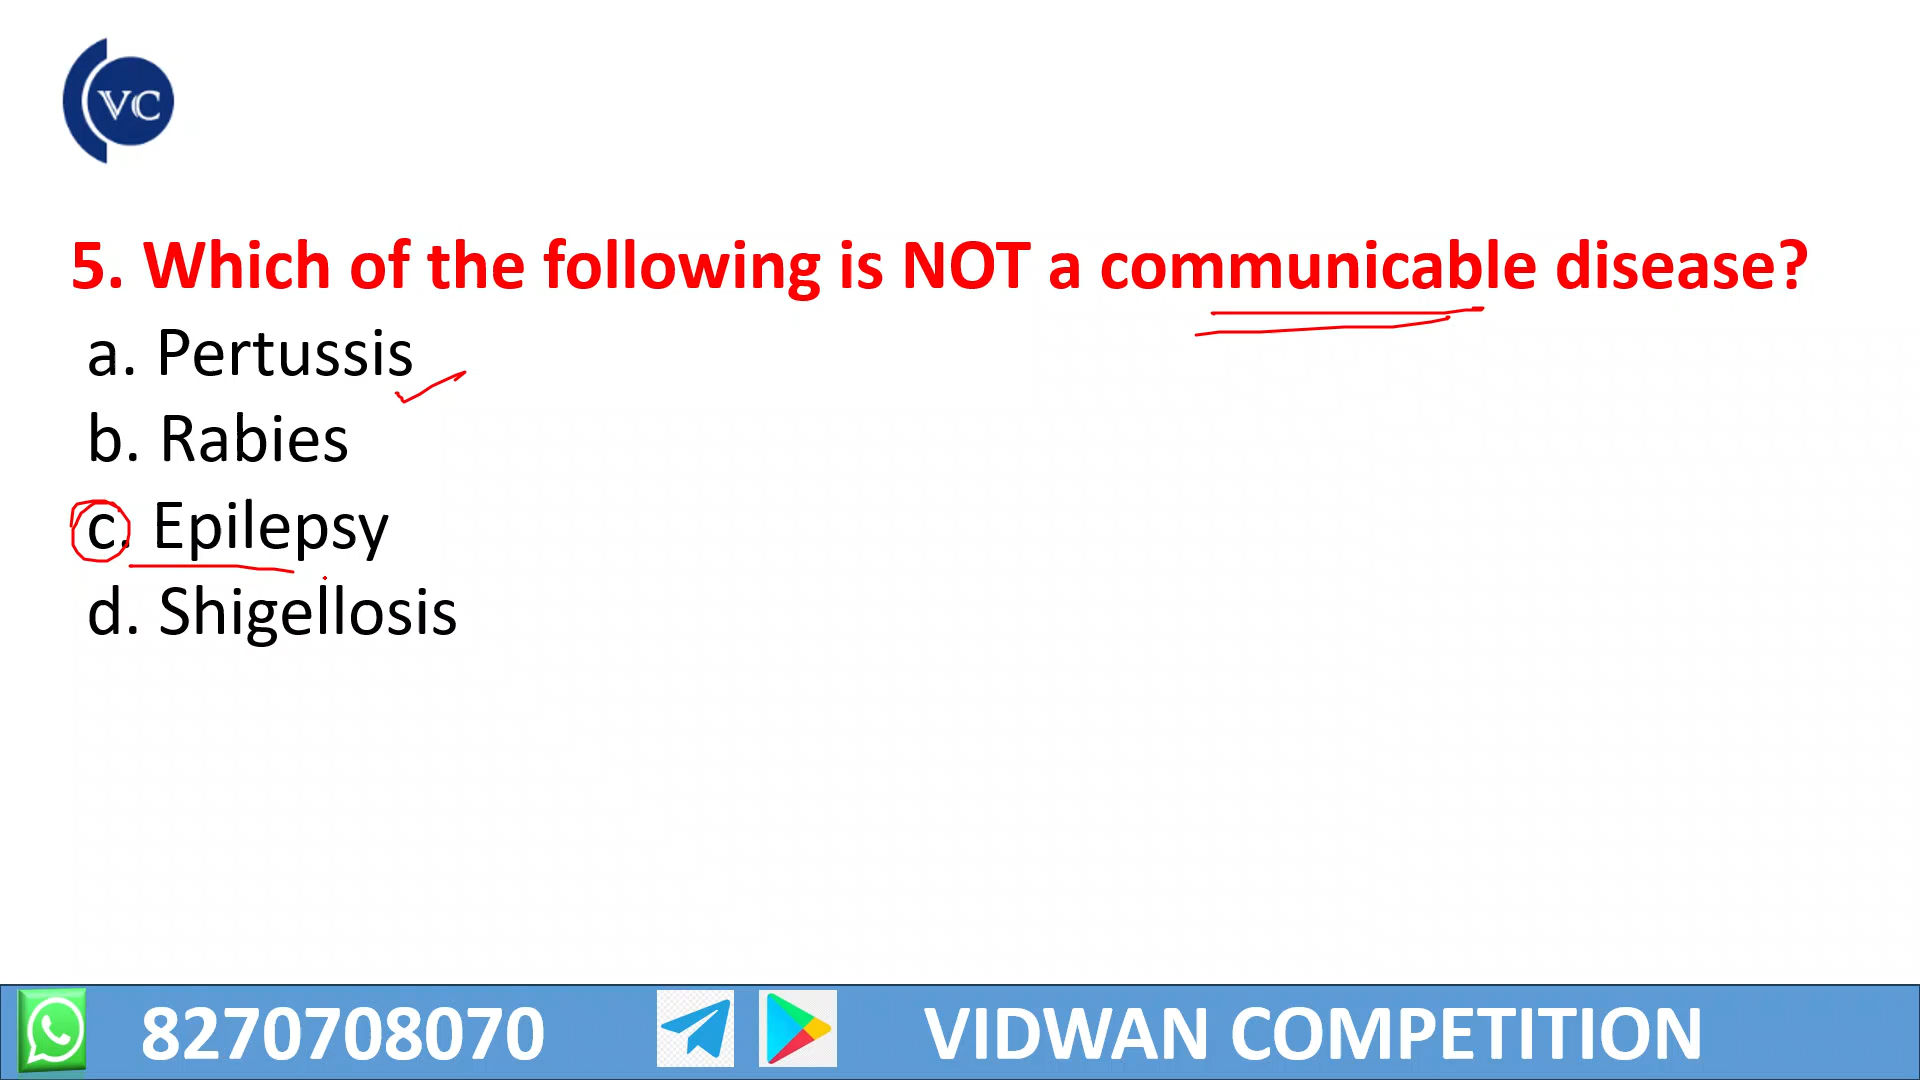 VC
5. Which of the following is NOT a communicable disease?
a. Pertussis
b. Rabies
c. Epilepsy
d. Shigellosis
8270708070 VIDWAN COMPETITION